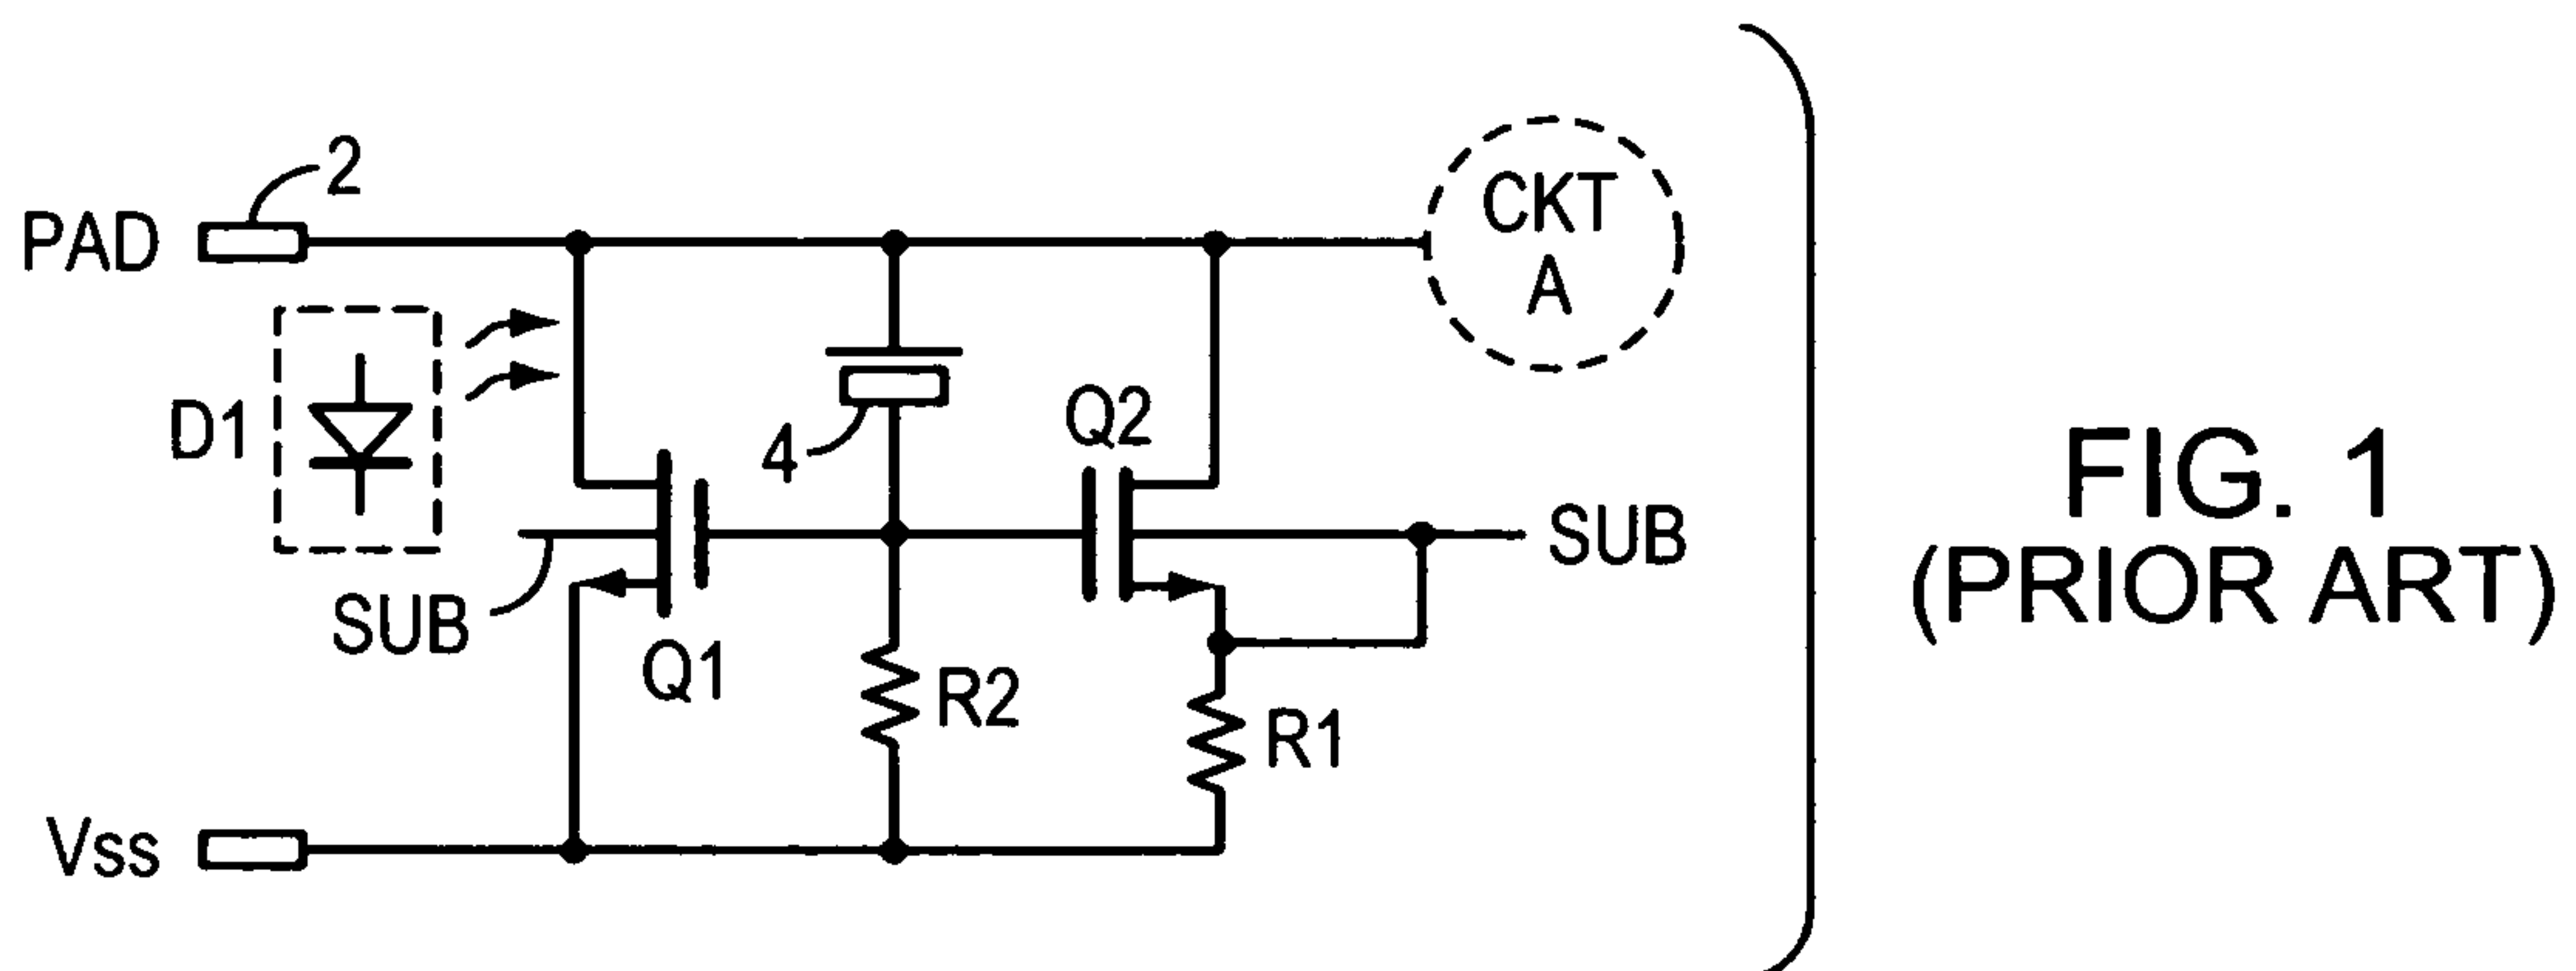 2
PAD
CKT
A
D1
4
Q2
SUB
SUB
Q1
R2
R1
Vss
FIG. 1
(PRIOR ART)